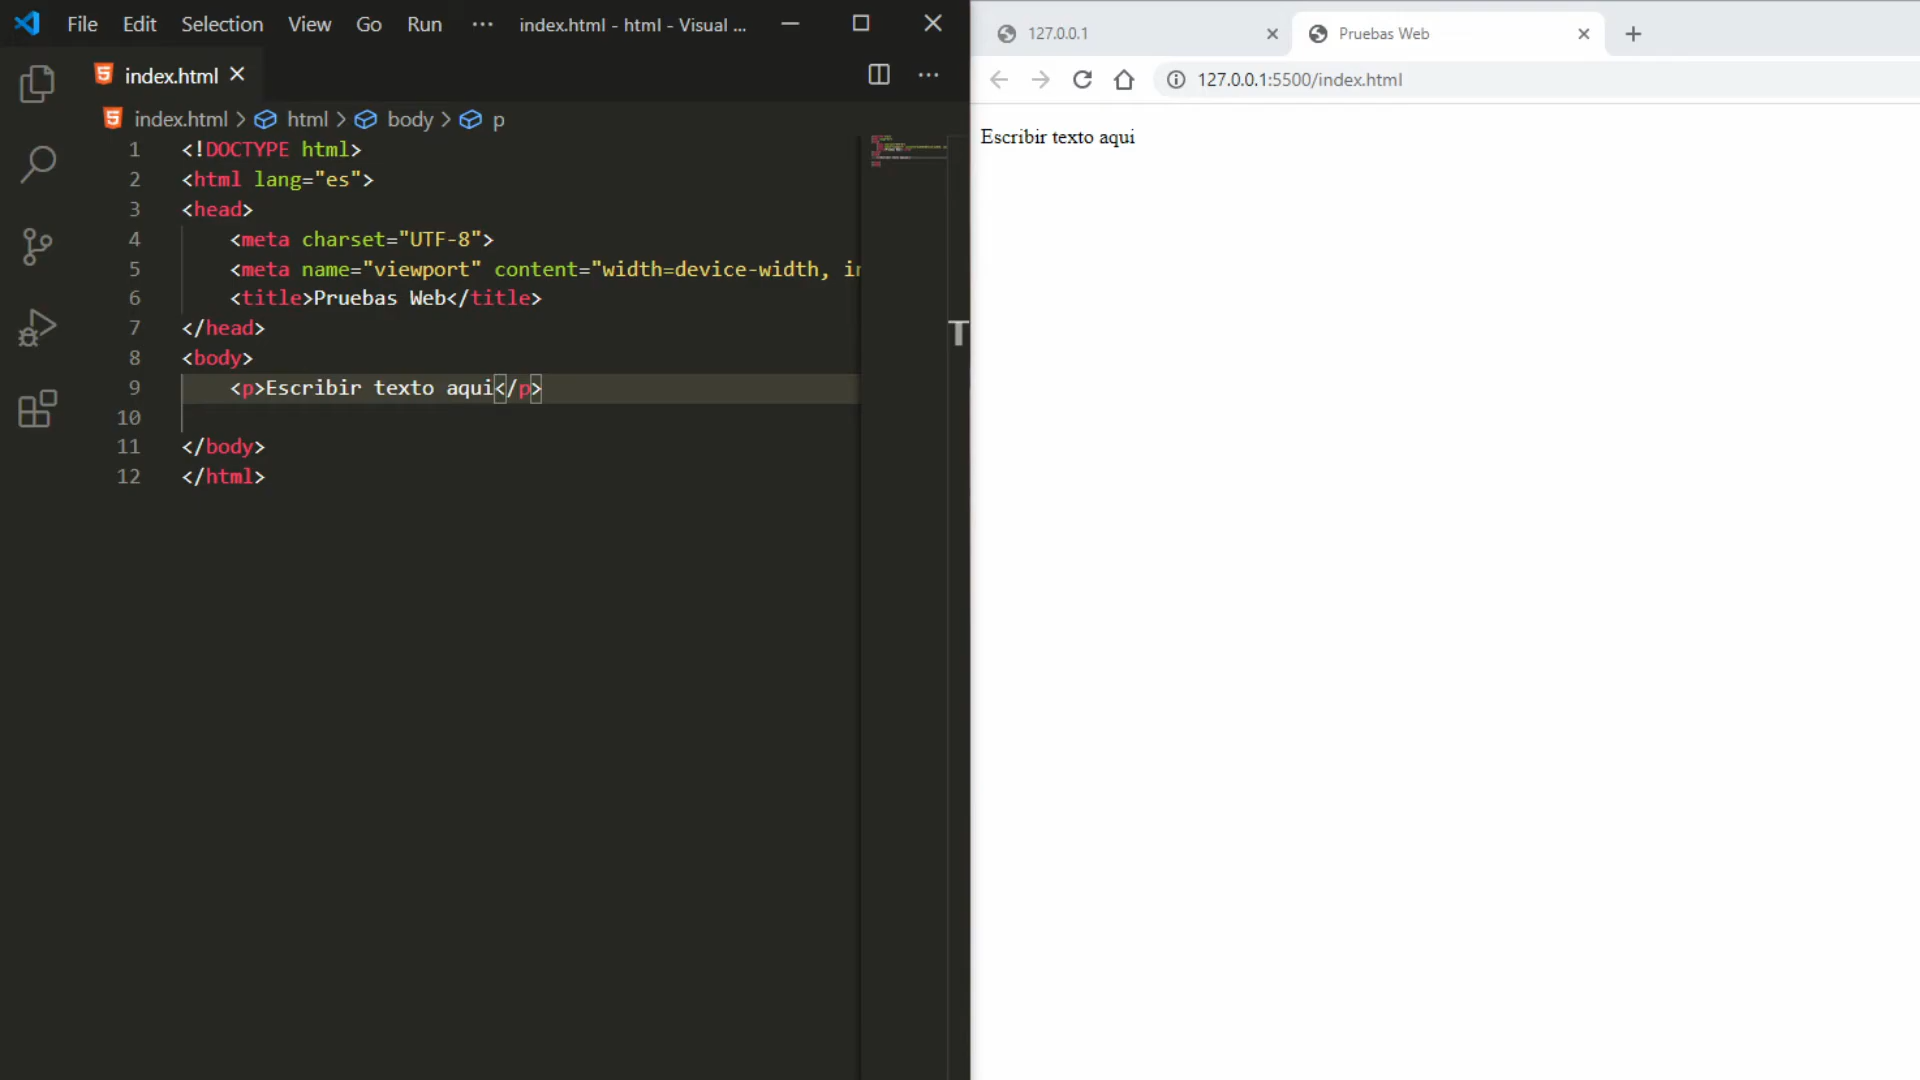 File Edit Selection View Go Run ··· index.html - html - Visual ...
index.html
index.html > html > body > p
1 <!DOCTYPE html>
2 <html lang="es">
3 <head>
4 <meta charset="UTF-8">
5 <meta name="viewport" content="width=device-width, in
6 <title>Pruebas Web</title>
7 </head>
8 <body>
9 <p>Escribir texto aqui</p>
10
11 </body>
12 </html>
T
127.0.0.1
Pruebas Web
127.0.0.1:5500/index.html
Escribir texto aqui